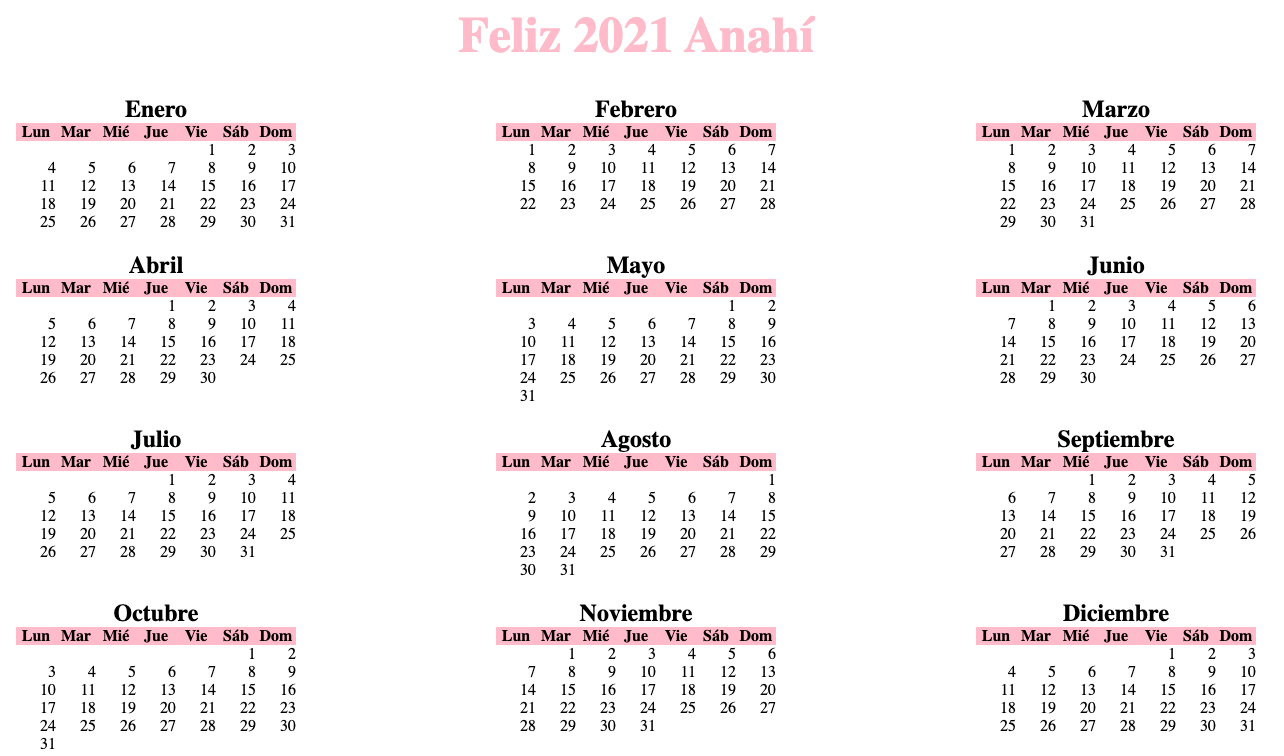 Feliz 2021 Anahí
Enero
Lun Mar Mié Jue Vie Sáb Dom
1 2 3
4 5 6 7 8 9 10
11 12 13 14 15 16 17
18 19 20 21 22 23 24
25 26 27 28 29 30 31
Febrero
Lun Mar Mié Jue Vie Sáb Dom
1 2 3 4 5 6 7
8 9 10 11 12 13 14
15 16 17 18 19 20 21
22 23 24 25 26 27 28
Marzo
Lun Mar Mié Jue Vie Sáb Dom
1 2 3 4 5 6 7
8 9 10 11 12 13 14
15 16 17 18 19 20 21
22 23 24 25 26 27 28
29 30 31
Abril
Lun Mar Mié Jue Vie Sáb Dom
1 2 3 4
5 6 7 8 9 10 11
12 13 14 15 16 17 18
19 20 21 22 23 24 25
26 27 28 29 30
Mayo
Lun Mar Mié Jue Vie Sáb Dom
1 2
3 4 5 6 7 8 9
10 11 12 13 14 15 16
17 18 19 20 21 22 23
24 25 26 27 28 29 30
31
Junio
Lun Mar Mié Jue Vie Sáb Dom
1 2 3 4 5 6
7 8 9 10 11 12 13
14 15 16 17 18 19 20
21 22 23 24 25 26 27
28 29 30
Julio
Lun Mar Mié Jue Vie Sáb Dom
1 2 3 4
5 6 7 8 9 10 11
12 13 14 15 16 17 18
19 20 21 22 23 24 25
26 27 28 29 30 31
Agosto
Lun Mar Mié Jue Vie Sáb Dom
1
2 3 4 5 6 7 8
9 10 11 12 13 14 15
16 17 18 19 20 21 22
23 24 25 26 27 28 29
30 31
Septiembre
Lun Mar Mié Jue Vie Sáb Dom
1 2 3 4 5
6 7 8 9 10 11 12
13 14 15 16 17 18 19
20 21 22 23 24 25 26
27 28 29 30 31
Octubre
Lun Mar Mié Jue Vie Sáb Dom
1 2
3 4 5 6 7 8 9
10 11 12 13 14 15 16
17 18 19 20 21 22 23
24 25 26 27 28 29 30
31
Noviembre
Lun Mar Mié Jue Vie Sáb Dom
1 2 3 4 5 6
7 8 9 10 11 12 13
14 15 16 17 18 19 20
21 22 23 24 25 26 27
28 29 30 31
Diciembre
Lun Mar Mié Jue Vie Sáb Dom
1 2 3
4 5 6 7 8 9 10
11 12 13 14 15 16 17
18 19 20 21 22 23 24
25 26 27 28 29 30 31